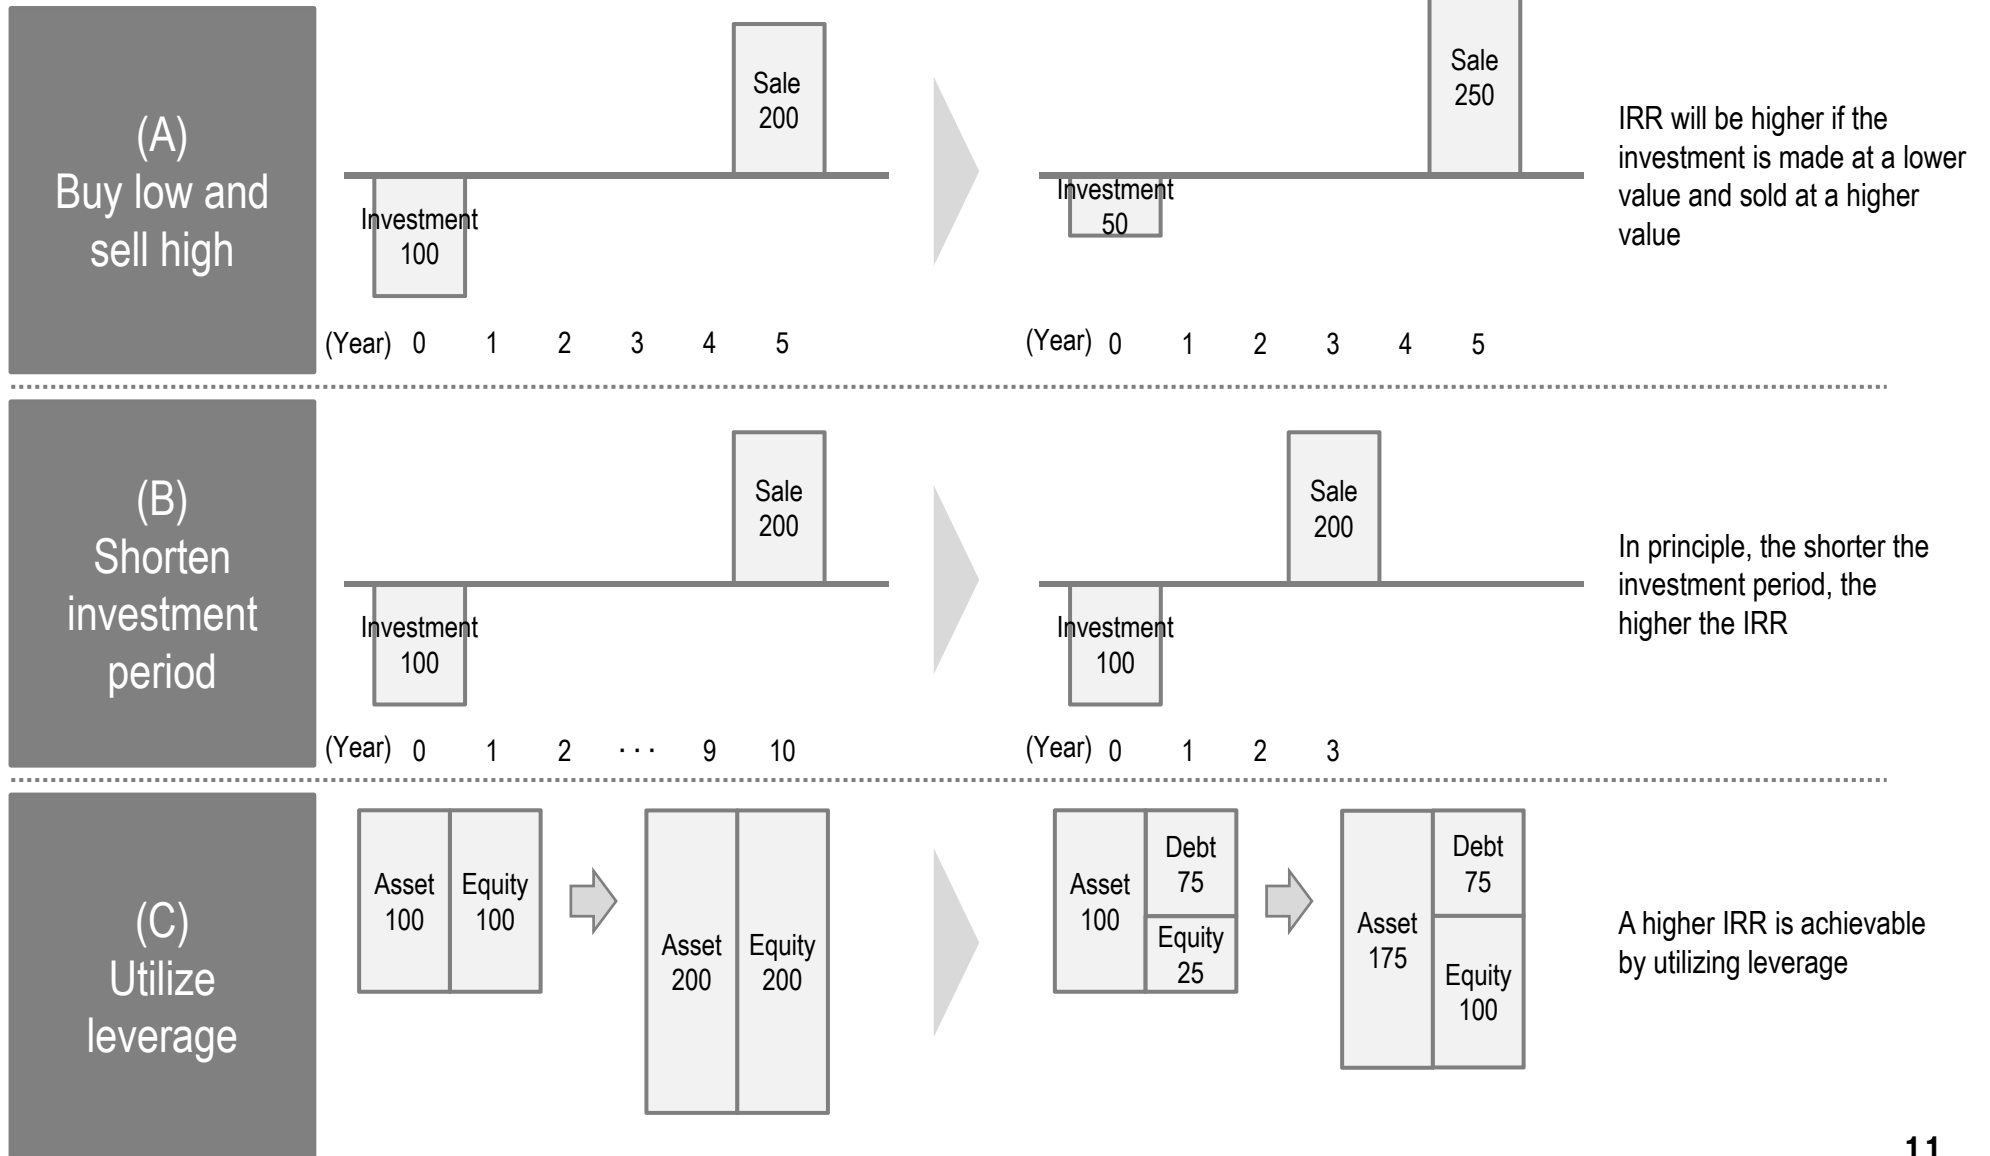 (A)
Buy low and
sell high
Investment
100
Sale
200
(Year) 0 1 2 3 4 5
Investment
50
Sale
250
(Year) 0 1 2 3 4 5
IRR will be higher if the
investment is made at a lower
value and sold at a higher
value
(B)
Shorten
investment
period
Investment
100
Sale
200
(Year) 0 1 2 ··· 9 10
Investment
100
Sale
200
(Year) 0 1 2 3
In principle, the shorter the
investment period, the
higher the IRR
(C)
Utilize
leverage
Asset
100
Equity
100
Asset
200
Equity
200
Asset
100
Debt
75
Equity
25
Asset
175
Debt
75
Equity
100
A higher IRR is achievable
by utilizing leverage
11